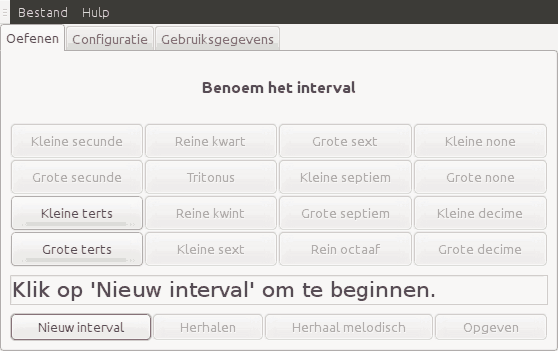 Bestand Hulp
Oefenen Configuratie Gebruiksgegevens
Benoem het interval
Kleine secunde Reine kwart Grote sext Kleine none
Grote secunde Tritonus Kleine septiem Grote none
Kleine terts Reine kwint Grote septiem Kleine decime
Grote terts Kleine sext Rein octaaf Grote decime
Klik op 'Nieuw interval' om te beginnen.
Nieuw interval Herhalen Herhaal melodisch Opgeven